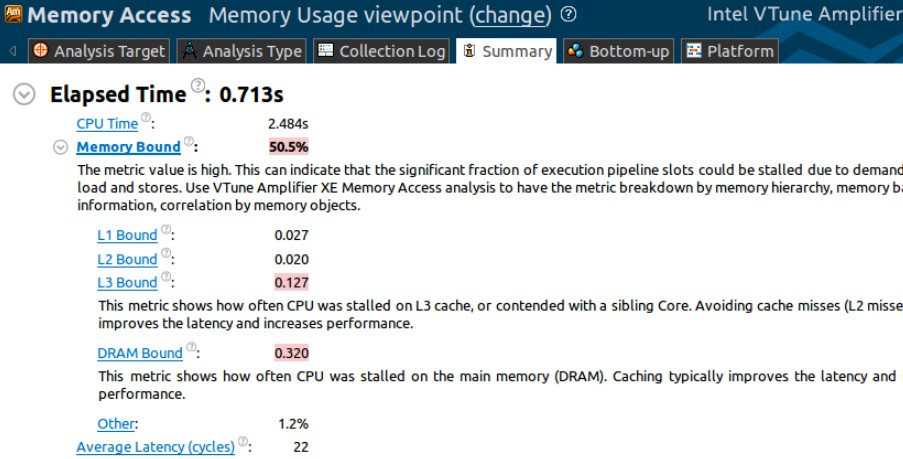 Am Memory Access Memory Usage viewpoint (change) ? Intel VTune Amplifier
Analysis Target Analysis Type Collection Log Summary Bottom-up Platform
Elapsed Time ?: 0.713s
CPU Time ?: 2.484s
Memory Bound ?: 50.5%
The metric value is high. This can indicate that the significant fraction of execution pipeline slots could be stalled due to demand
load and stores. Use VTune Amplifier XE Memory Access analysis to have the metric breakdown by memory hierarchy, memory ba
information, correlation by memory objects.
L1 Bound ?: 0.027
L2 Bound ?: 0.020
L3 Bound ?: 0.127
This metric shows how often CPU was stalled on L3 cache, or contended with a sibling Core. Avoiding cache misses (L2 misse
improves the latency and increases performance.
DRAM Bound ?: 0.320
This metric shows how often CPU was stalled on the main memory (DRAM). Caching typically improves the latency and
performance.
Other: 1.2%
Average Latency (cycles) ?: 22